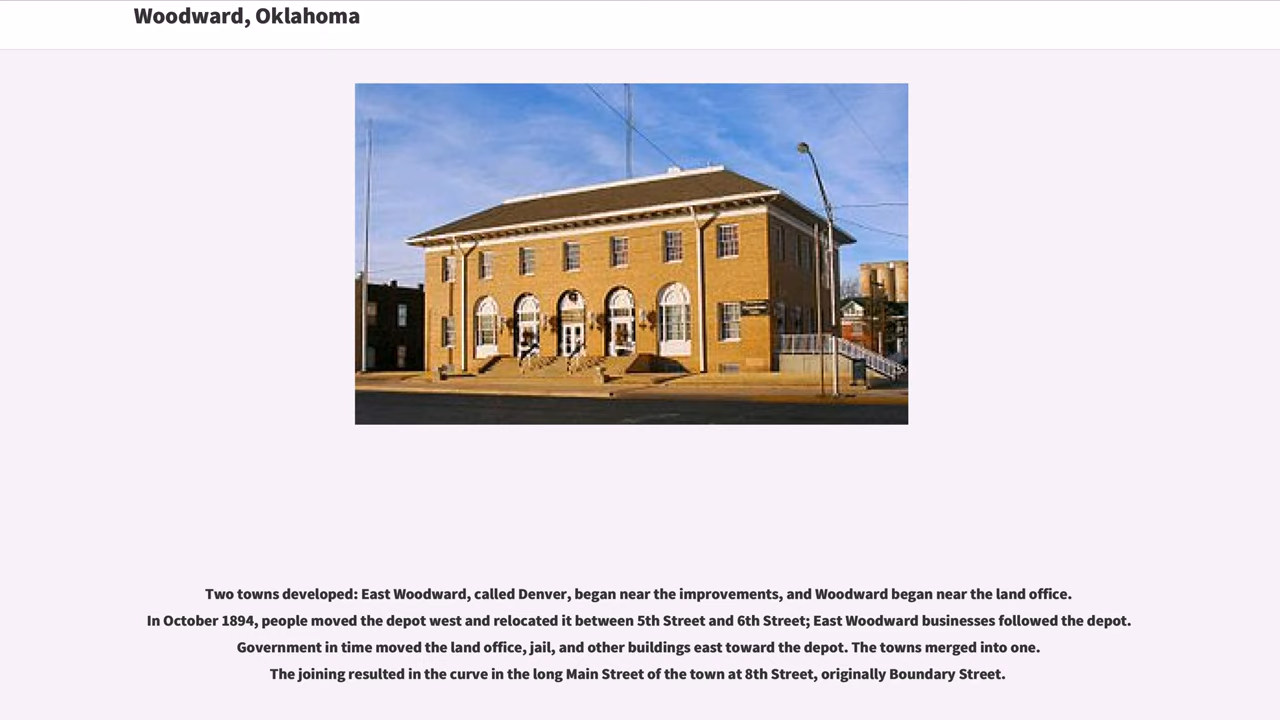 Woodward, Oklahoma
Two towns developed: East Woodward, called Denver, began near the improvements, and Woodward began near the land office.
In October 1894, people moved the depot west and relocated it between 5th Street and 6th Street; East Woodward businesses followed the depot.
Government in time moved the land office, jail, and other buildings east toward the depot. The towns merged into one.
The joining resulted in the curve in the long Main Street of the town at 8th Street, originally Boundary Street.